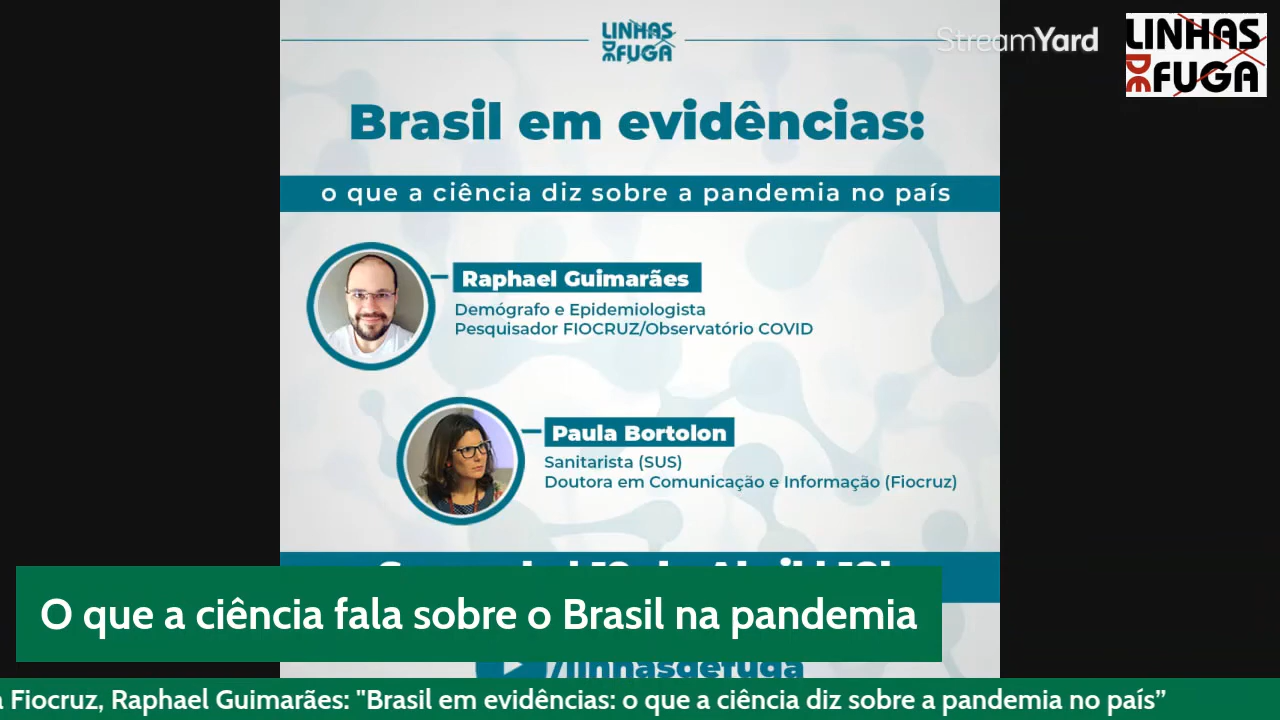 LINHAS
DE FUGA
StreamYard
LINHAS
DE FUGA
Brasil em evidências:
o que a ciência diz sobre a pandemia no país
Raphael Guimarães
Demógrafo e Epidemiologista
Pesquisador FIOCRUZ/Observatório COVID
Paula Bortolon
Sanitarista (SUS)
Doutora em Comunicação e Informação (Fiocruz)
O que a ciência fala sobre o Brasil na pandemia
/linhasdefuga
a Fiocruz, Raphael Guimarães: "Brasil em evidências: o que a ciência diz sobre a pandemia no país”